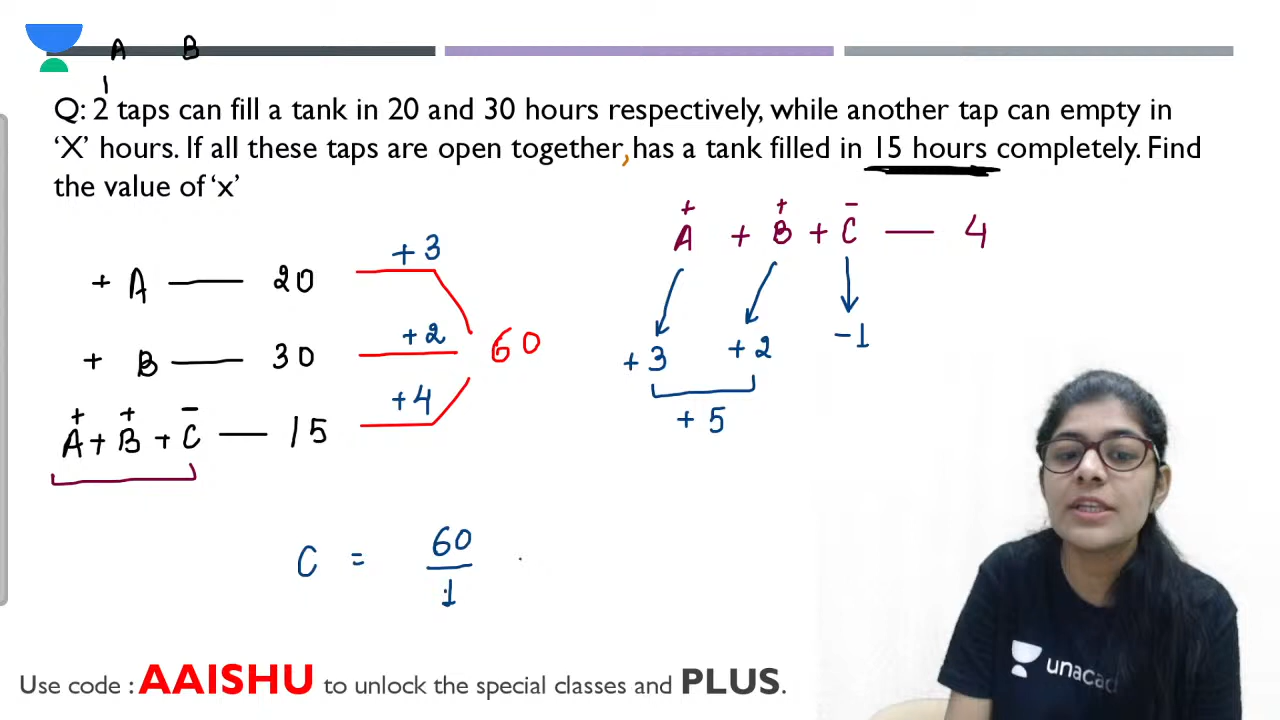 A B
1
Q: 2 taps can fill a tank in 20 and 30 hours respectively, while another tap can empty in
‘X’ hours. If all these taps are open together, has a tank filled in 15 hours completely. Find
the value of ‘x’
+ + −
A + B + C — 4
+3
+ A — 20
+2
60
+ B — 30
+3 +2 -1
+4
+ + −
A + B + C — 15
+ 5
C = 60
1
unacad
Use code : AAISHU to unlock the special classes and PLUS.